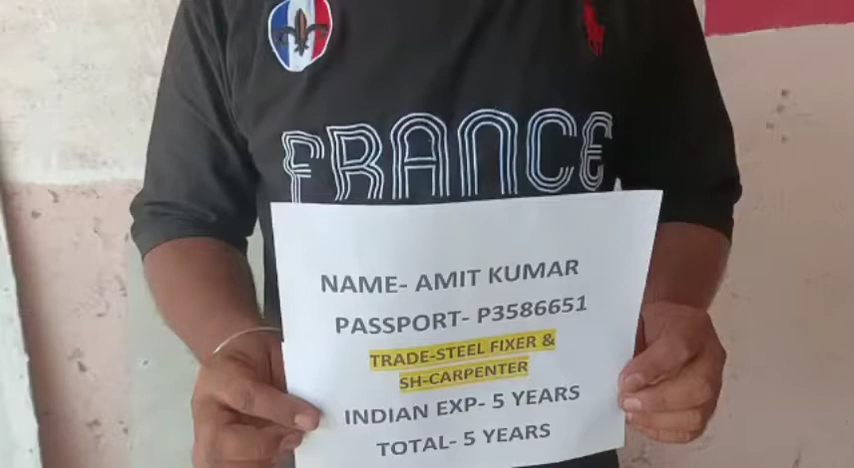 FRANCE
NAME- AMIT KUMAR
PASSPORT- P3586651
TRADE-STEEL FIXER &
SH-CARPENTER
INDIAN EXP- 5 YEARS
TOTAL- 5 YEARS